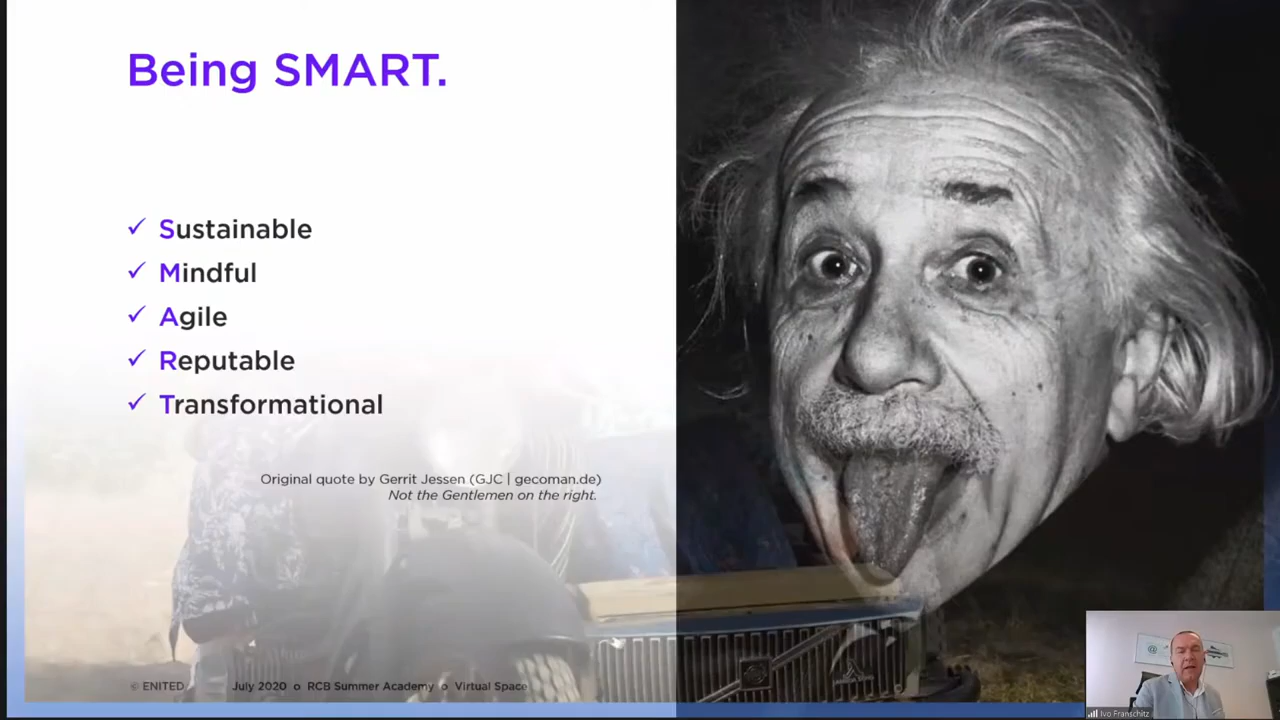 Being SMART.
✓ Sustainable
✓ Mindful
✓ Agile
✓ Reputable
✓ Transformational
Original quote by Gerrit Jessen (GJC | gecoman.de)
Not the Gentlemen on the right.
© ENITED July 2020 o RCB Summer Academy o Virtual Space
Ivo Franschitz